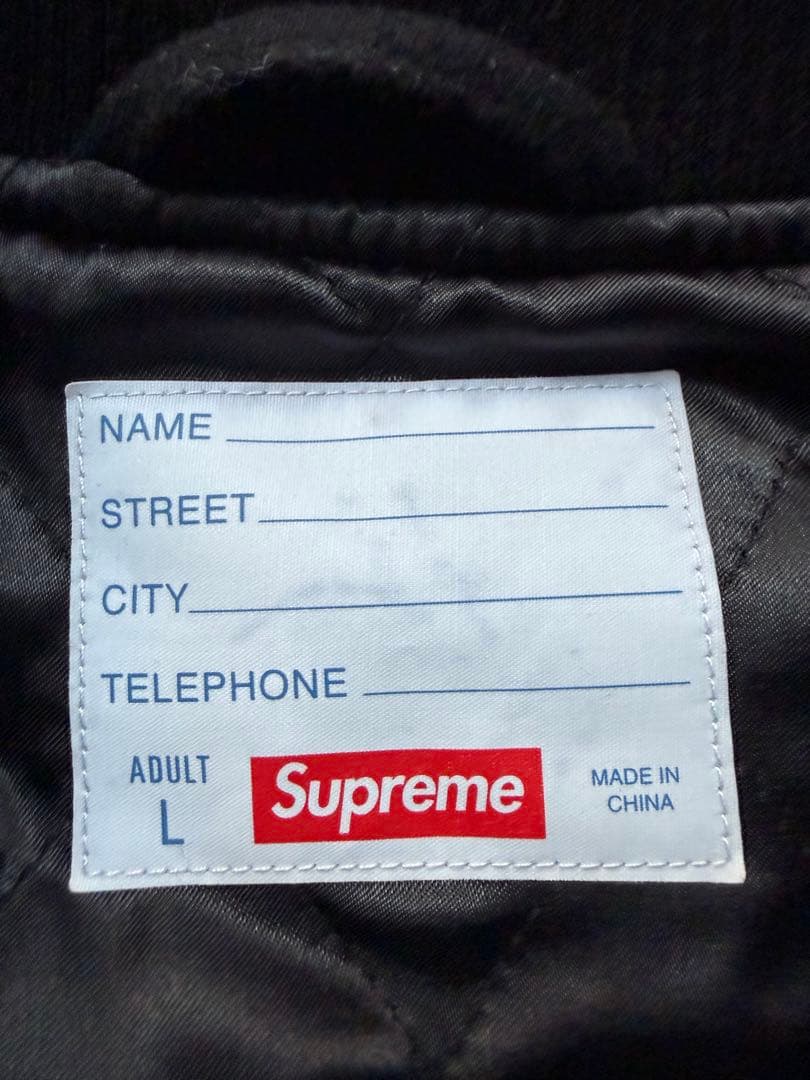 NAME
STREET
CITY
TELEPHONE
ADULT
L
Supreme
MADE IN
CHINA